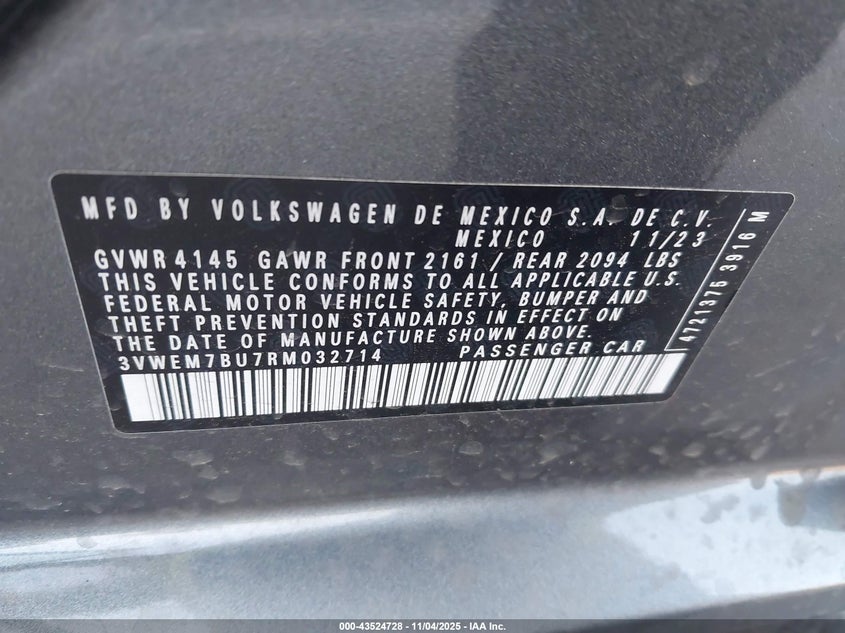 MFD BY VOLKSWAGEN DE MEXICO S.A. DE C.V
MEXICO 11/23
GVWR 4145 GAWR FRONT 2161 / REAR 2094 LBS
THIS VEHICLE CONFORMS TO ALL APPLICABLE U.S.
FEDERAL MOTOR VEHICLE SAFETY, BUMPER AND
THEFT PREVENTION STANDARDS IN EFFECT ON
THE DATE OF MANUFACTURE SHOWN ABOVE.
3VWEM7BU7RM032714 PASSENGER CAR
4721376 3916 M
000-43524728 - 11/04/2025 - IAA Inc.